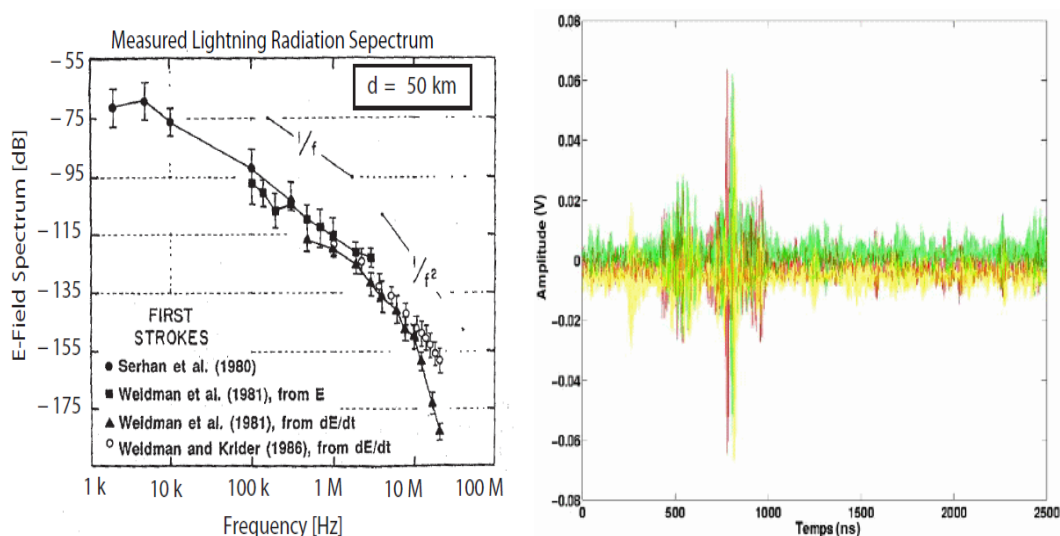 Measured Lightning Radiation Sepectrum
d = 50 km
E-Field Spectrum [dB]
-55
-75
-95
-115
-135
-155
-175
1/f
1/f²
FIRST
STROKES
Serhan et al. (1980)
Weidman et al. (1981), from E
Weidman et al. (1981), from dE/dt
Weidman and Krider (1986), from dE/dt
1 k
10 k
100 k
1 M
10 M
100 M
Frequency [Hz]
Amplitude (V)
0.08
0.06
0.04
0.02
0
-0.02
-0.04
-0.06
-0.08
0
500
1000
1500
2000
2500
Temps (ns)